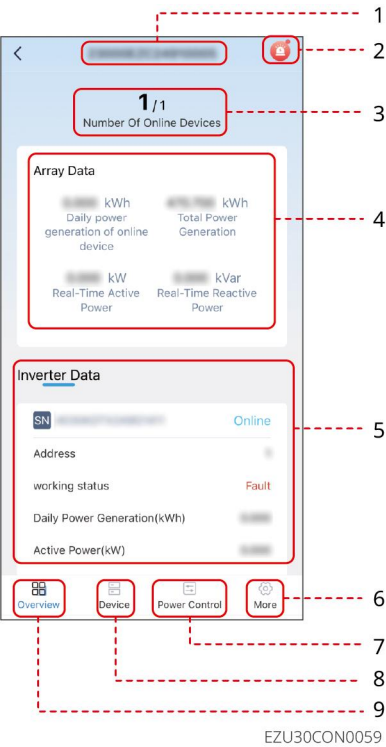 1
2
1/1
Number Of Online Devices
3
Array Data
kWh
kWh
Daily power
generation of online
device
Total Power
Generation
4
kW
kVar
Real-Time Active
Power
Real-Time Reactive
Power
Inverter Data
SN
Online
5
Address
working status
Fault
Daily Power Generation(kWh)
Active Power(kW)
Overview
Device
Power Control
More
6
7
8
9
EZU30CON0059